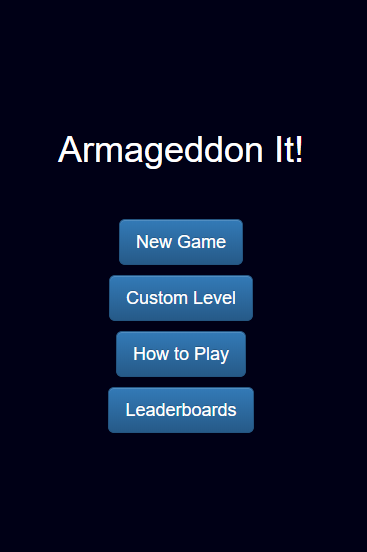 Armageddon It!
New Game
Custom Level
How to Play
Leaderboards